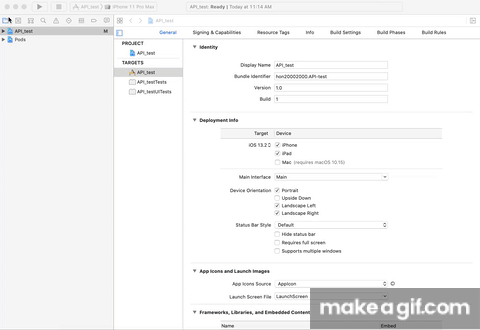 API_test
iPhone 11 Pro Max
API_test: Ready | Today at 11:14 AM
API_test
M
Pods
General
Signing & Capabilities
Resource Tags
Info
Build Settings
Build Phases
Build Rules
PROJECT
API_test
TARGETS
API_test
API_testTests
API_testUITests
Identity
Display Name
API_test
Bundle Identifier
hon20002000.API-test
Version
1.0
Build
1
Deployment Info
Target
Device
iOS 13.2
iPhone
iPad
Mac (requires macOS 10.15)
Main Interface
Main
Device Orientation
Portrait
Upside Down
Landscape Left
Landscape Right
Status Bar Style
Default
Hide status bar
Requires full screen
Supports multiple windows
App Icons and Launch Images
App Icons Source
AppIcon
Launch Screen File
LaunchScreen
Frameworks, Libraries, and Embedded Content
Name
Embed
makeagif.com